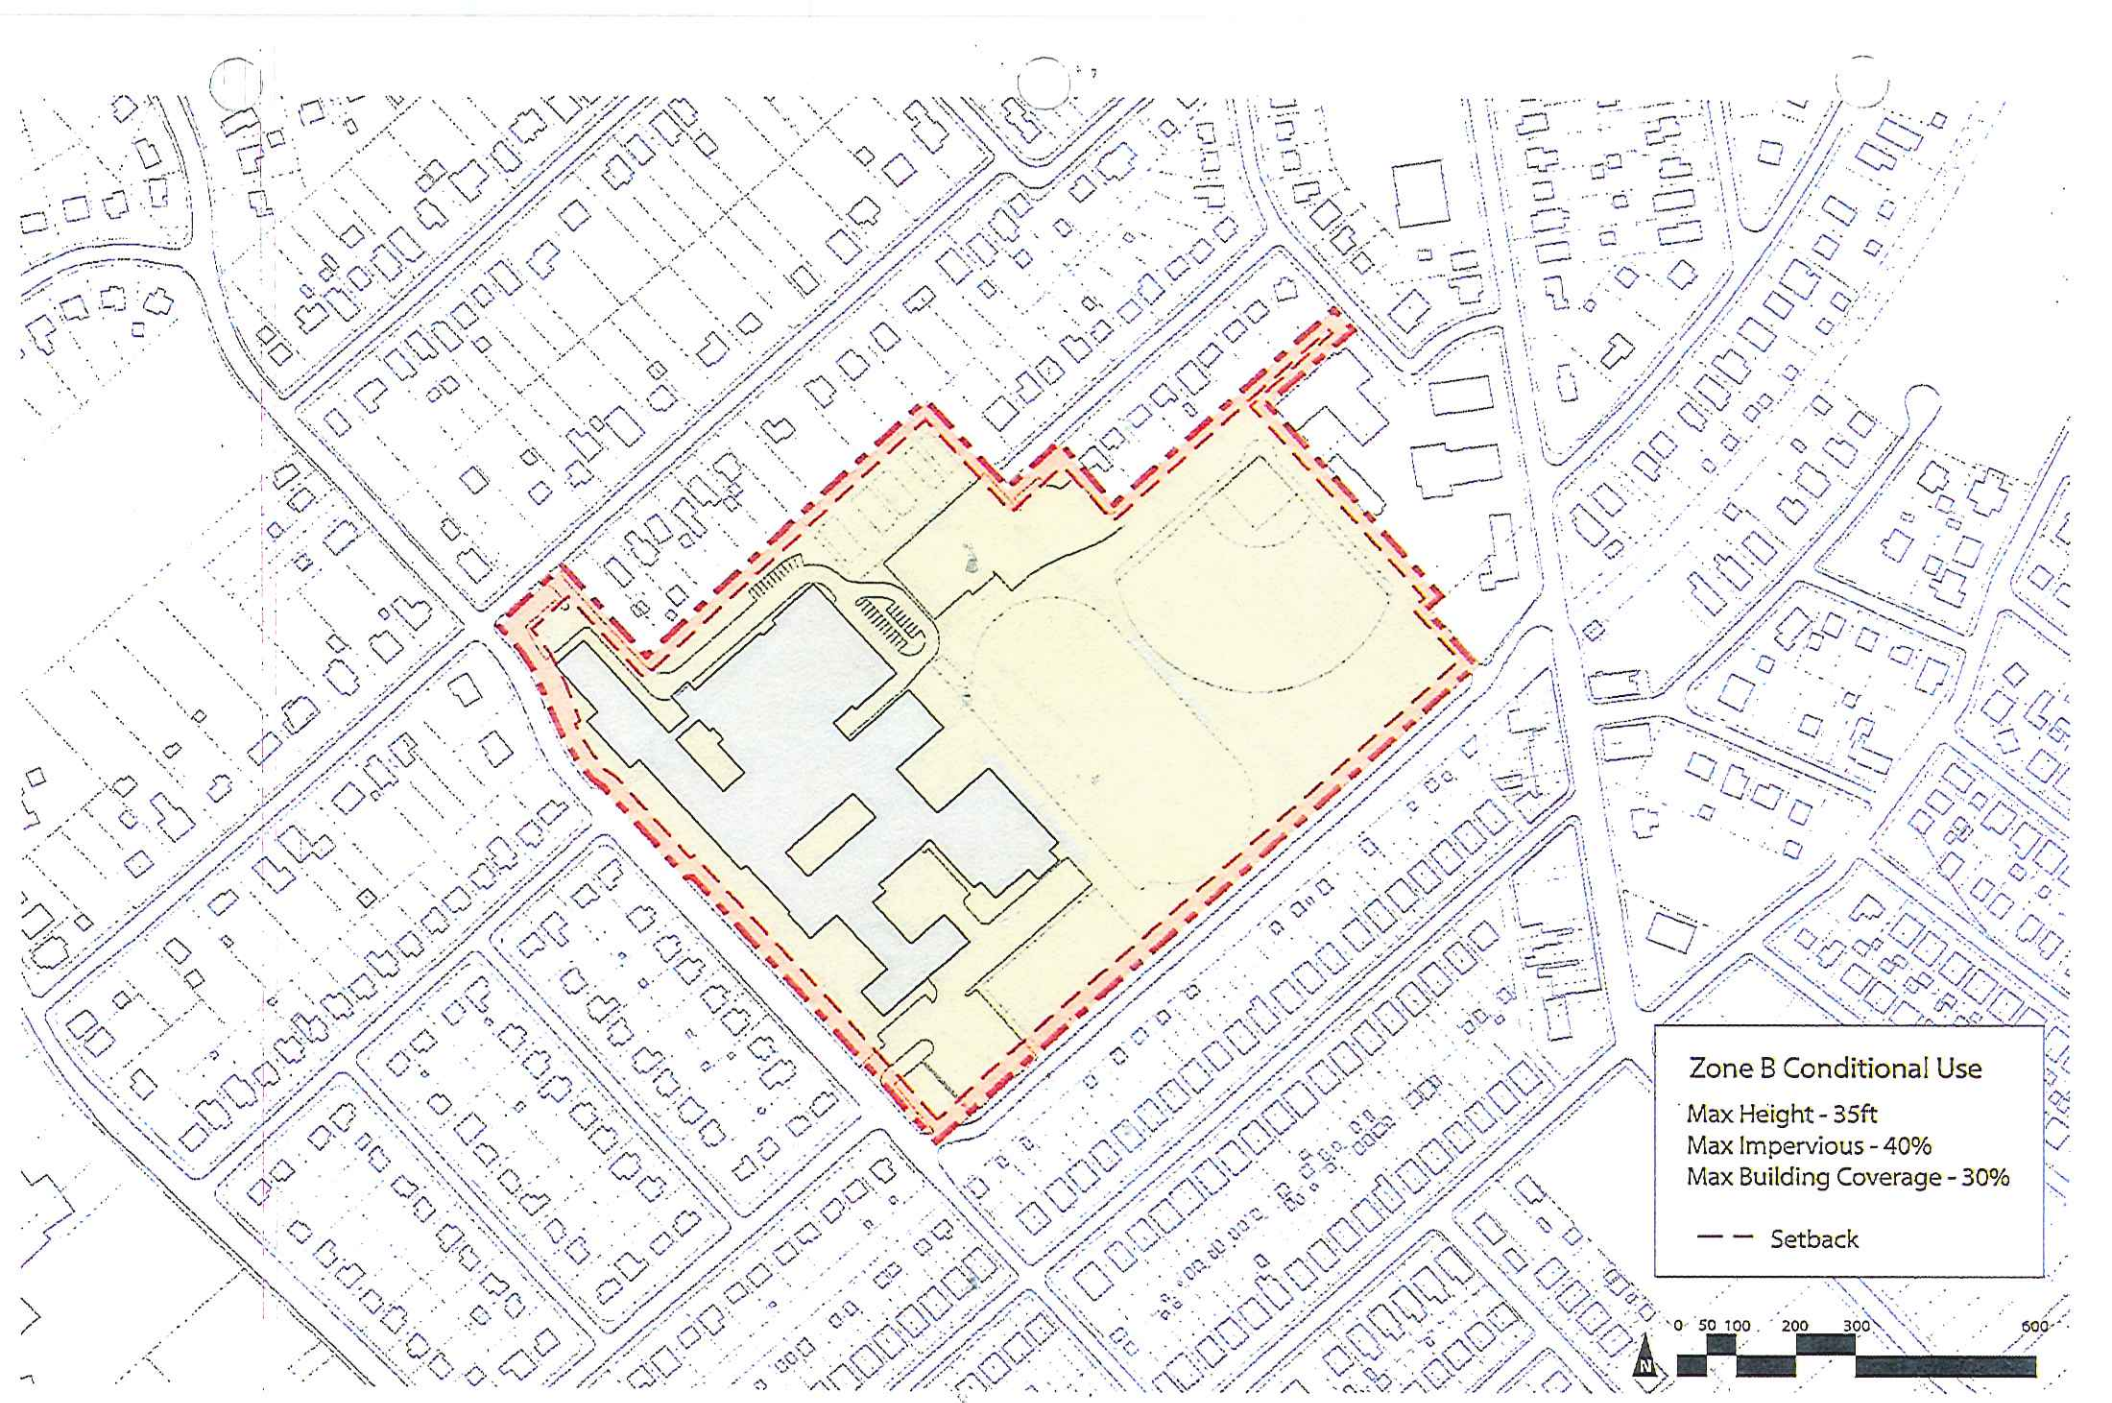 Zone B Conditional Use
Max Height - 35ft
Max Impervious - 40%
Max Building Coverage - 30%
Setback
0 50 100 200 300 600
N